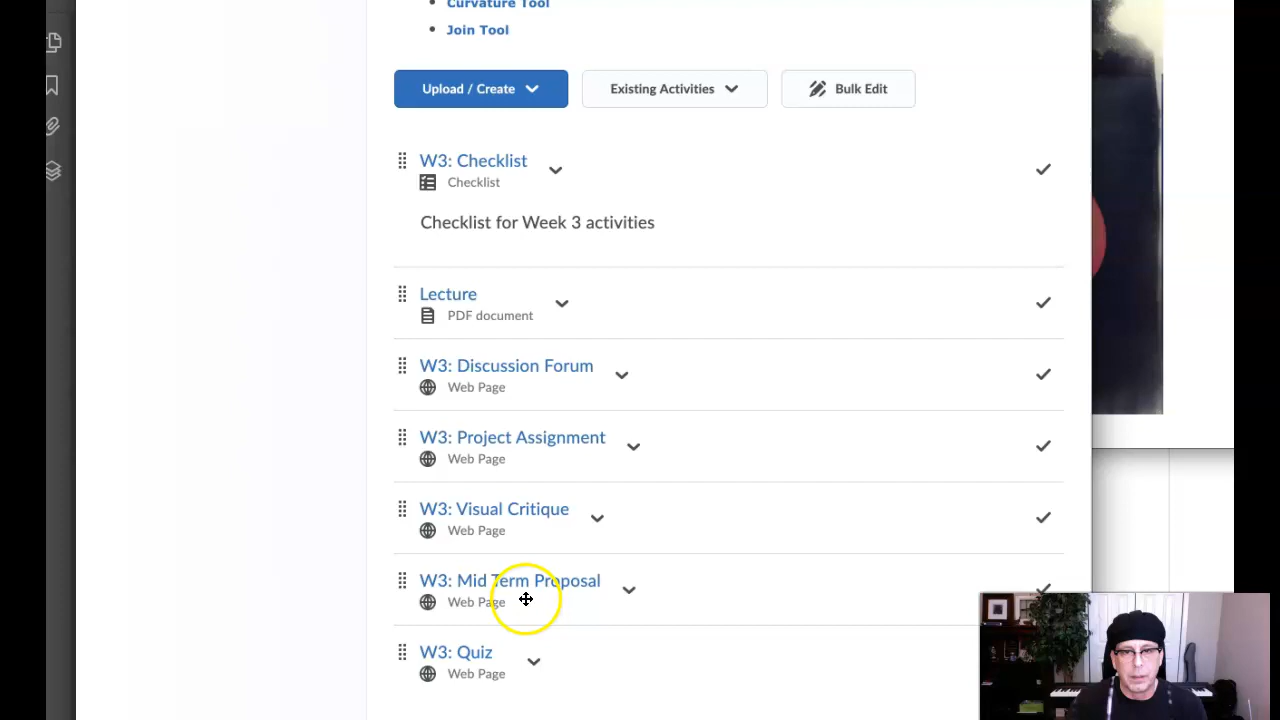 Curvature Tool
Join Tool
Upload / Create
Existing Activities
Bulk Edit
W3: Checklist
Checklist
Checklist for Week 3 activities
Lecture
PDF document
W3: Discussion Forum
Web Page
W3: Project Assignment
Web Page
W3: Visual Critique
Web Page
W3: Mid Term Proposal
Web Page
W3: Quiz
Web Page